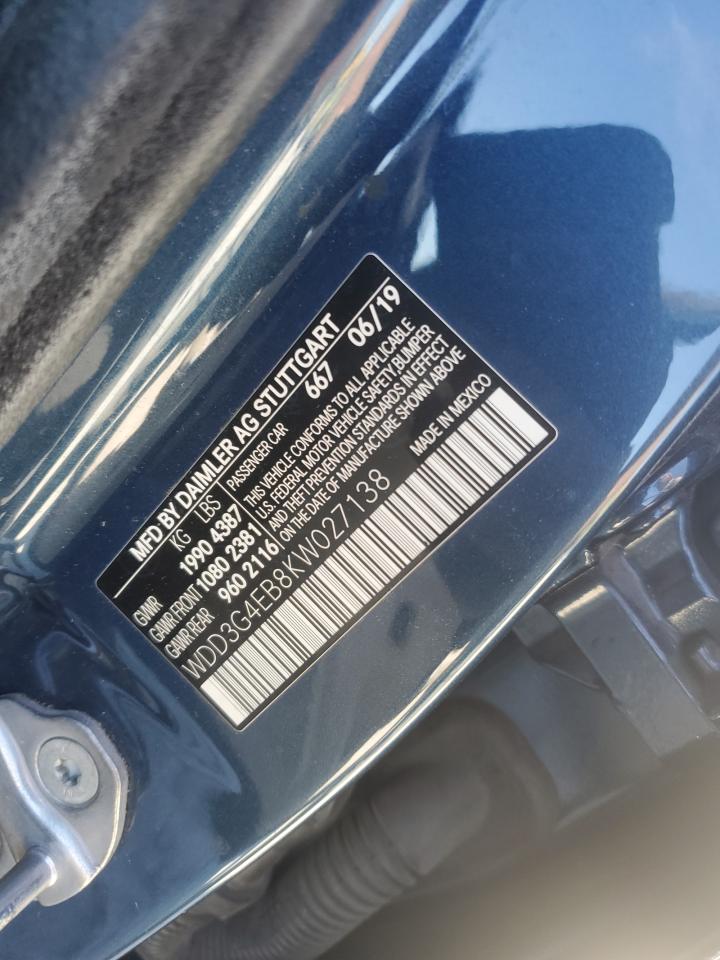 MFD BY DAIMLER AG STUTTGART
KG LBS PASSENGER CAR 667 06/19
GVWR 1990 4387
GAWR FRONT 1080 2381
GAWR REAR 960 2116
THIS VEHICLE CONFORMS TO ALL APPLICABLE
U.S. FEDERAL MOTOR VEHICLE SAFETY,BUMPER
AND THEFT PREVENTION STANDARDS IN EFFECT
ON THE DATE OF MANUFACTURE SHOWN ABOVE
WDD3G4EB8KW027138 MADE IN MEXICO